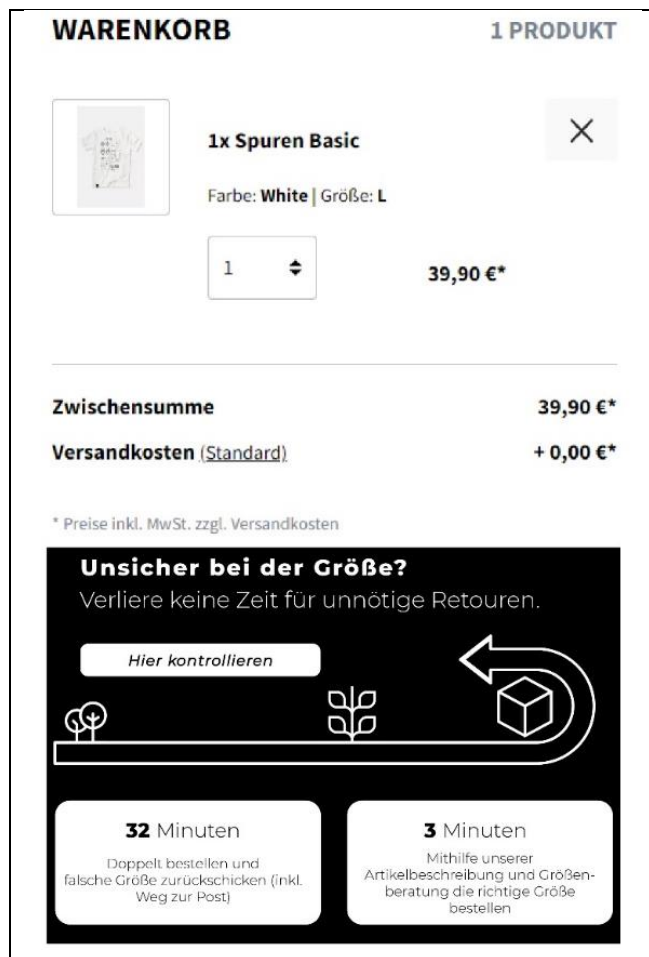 WARENKORB 1 PRODUKT
1x Spuren Basic
Farbe: White | Größe: L
1 39,90 €*
Zwischensumme 39,90 €*
Versandkosten (Standard) + 0,00 €*
* Preise inkl. MwSt. zzgl. Versandkosten
Unsicher bei der Größe?
Verliere keine Zeit für unnötige Retouren.
Hier kontrollieren
32 Minuten
Doppelt bestellen und
falsche Größe zurückschicken (inkl.
Weg zur Post)
3 Minuten
Mithilfe unserer
Artikelbeschreibung und Größen-
beratung die richtige Größe
bestellen